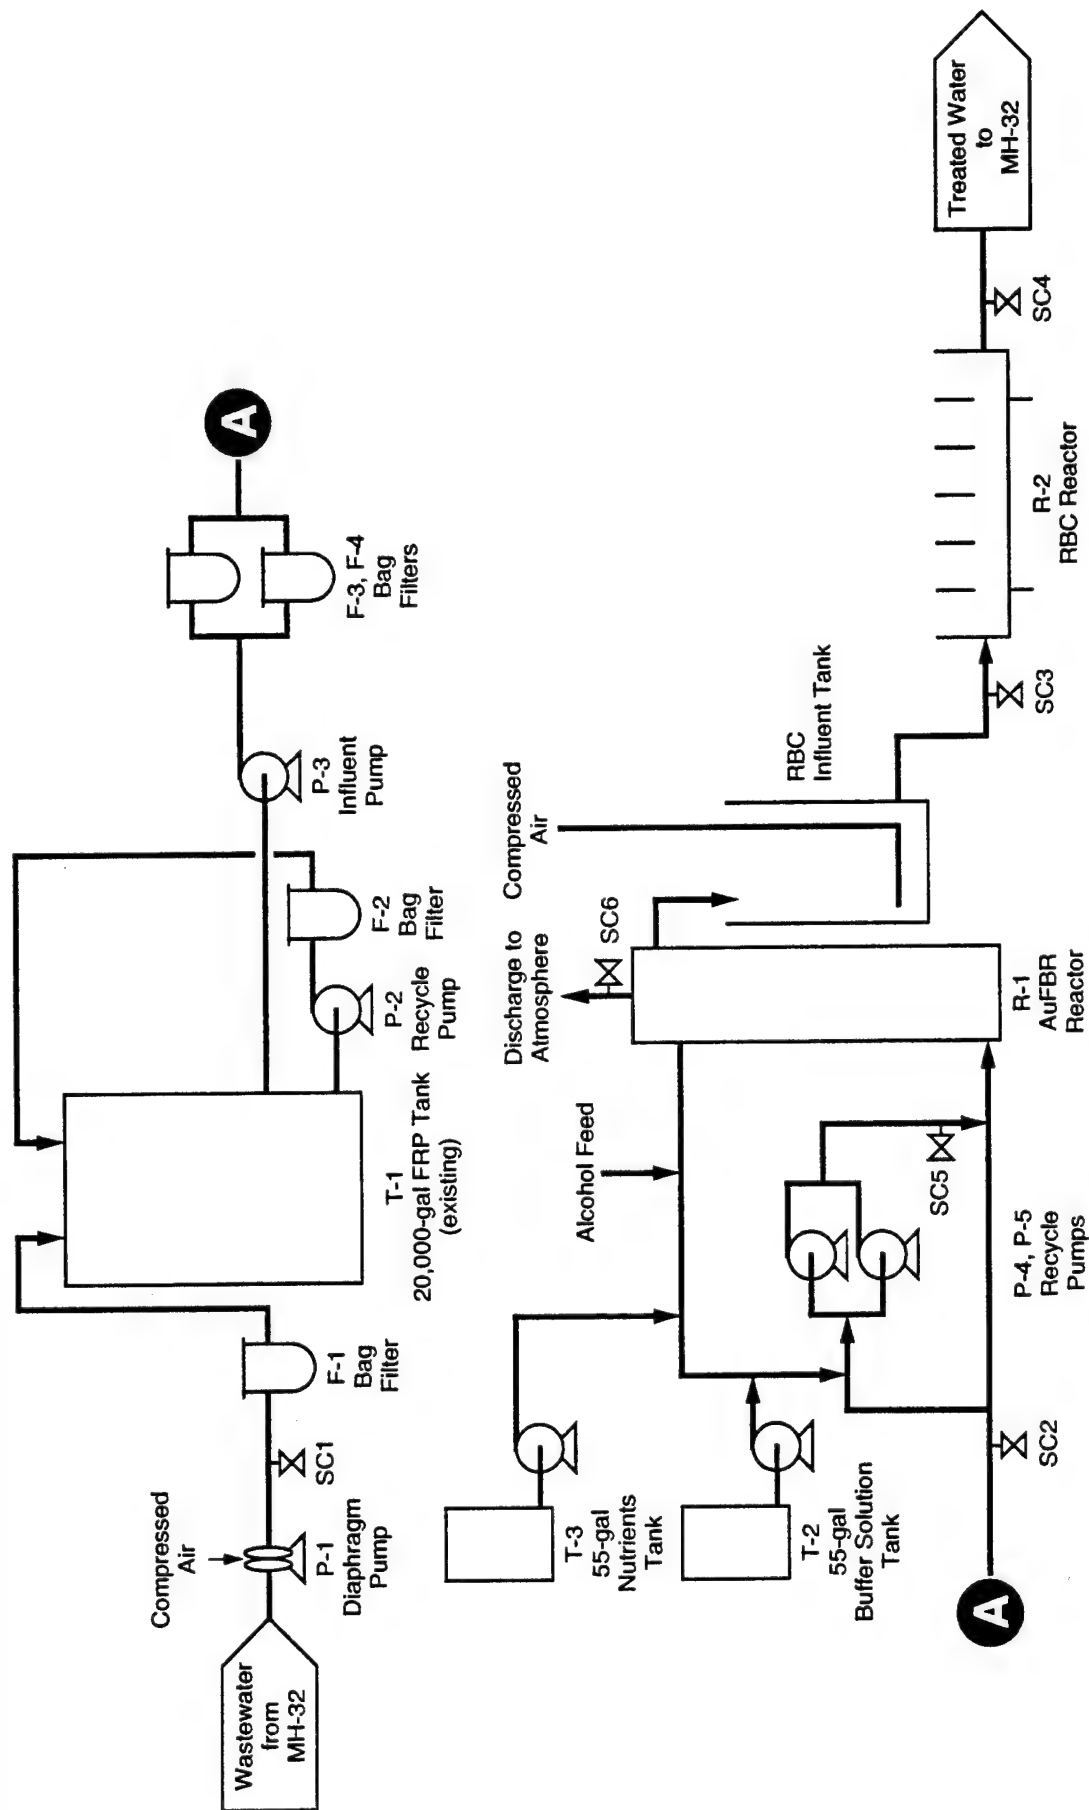 Wastewater
from
MH-32
Compressed
Air
P-1
Diaphragm
Pump
SC1
F-1
Bag
Filter
T-1
20,000-gal FRP Tank
(existing)
P-2
Recycle
Pump
F-2
Bag
Filter
P-3
Influent
Pump
F-3, F-4
Bag
Filters
A
T-3
55-gal
Nutrients
Tank
T-2
55-gal
Buffer Solution
Tank
A
SC2
Alcohol Feed
P-4, P-5
Recycle
Pumps
SC5
Discharge to
Atmosphere
SC6
R-1
AuFBR
Reactor
Compressed
Air
RBC
Influent Tank
SC3
R-2
RBC Reactor
SC4
Treated Water
to
MH-32